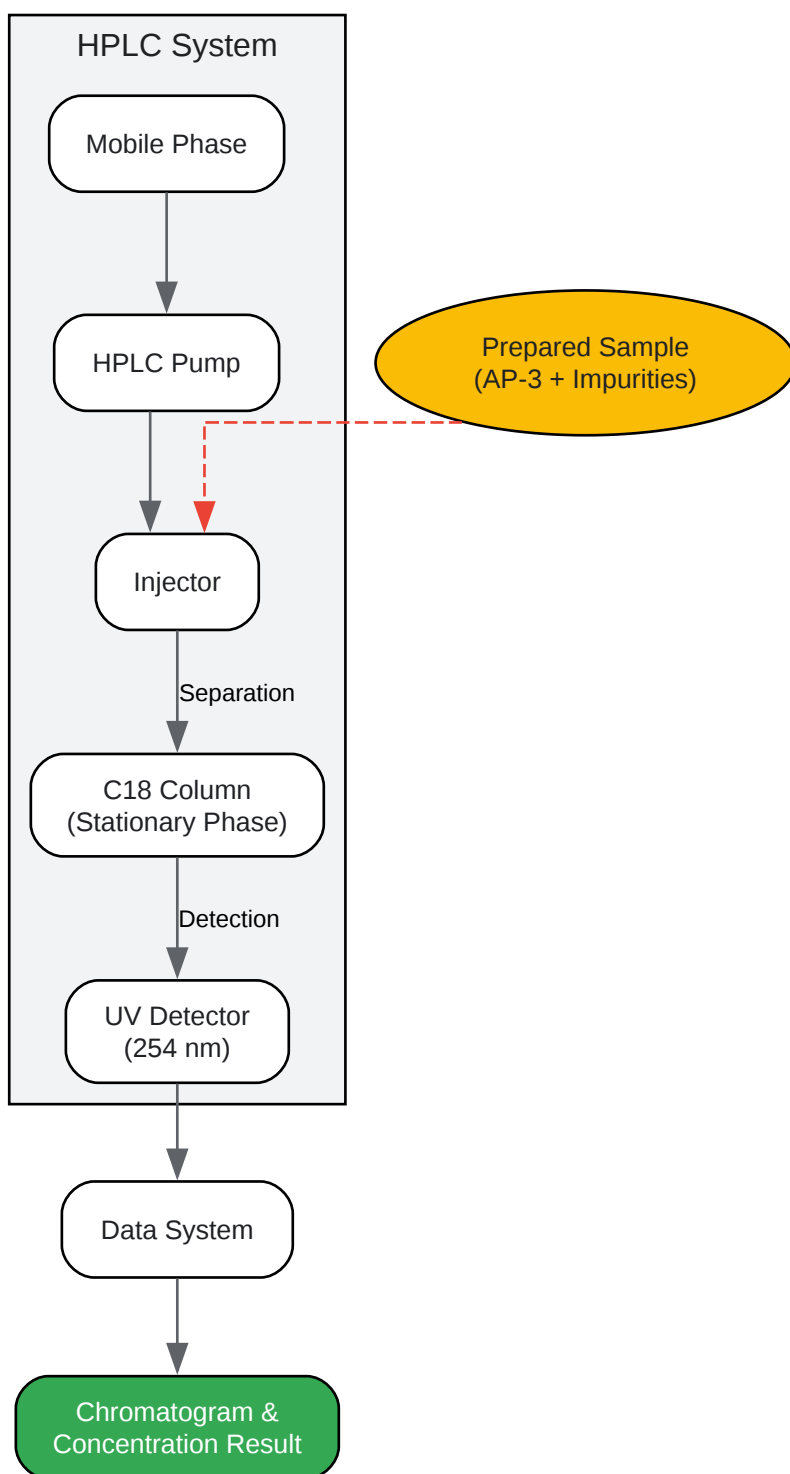 HPLC System
Mobile Phase
HPLC Pump
Prepared Sample
(AP-3 + Impurities)
Injector
Separation
C18 Column
(Stationary Phase)
Detection
UV Detector
(254 nm)
Data System
Chromatogram &
Concentration Result